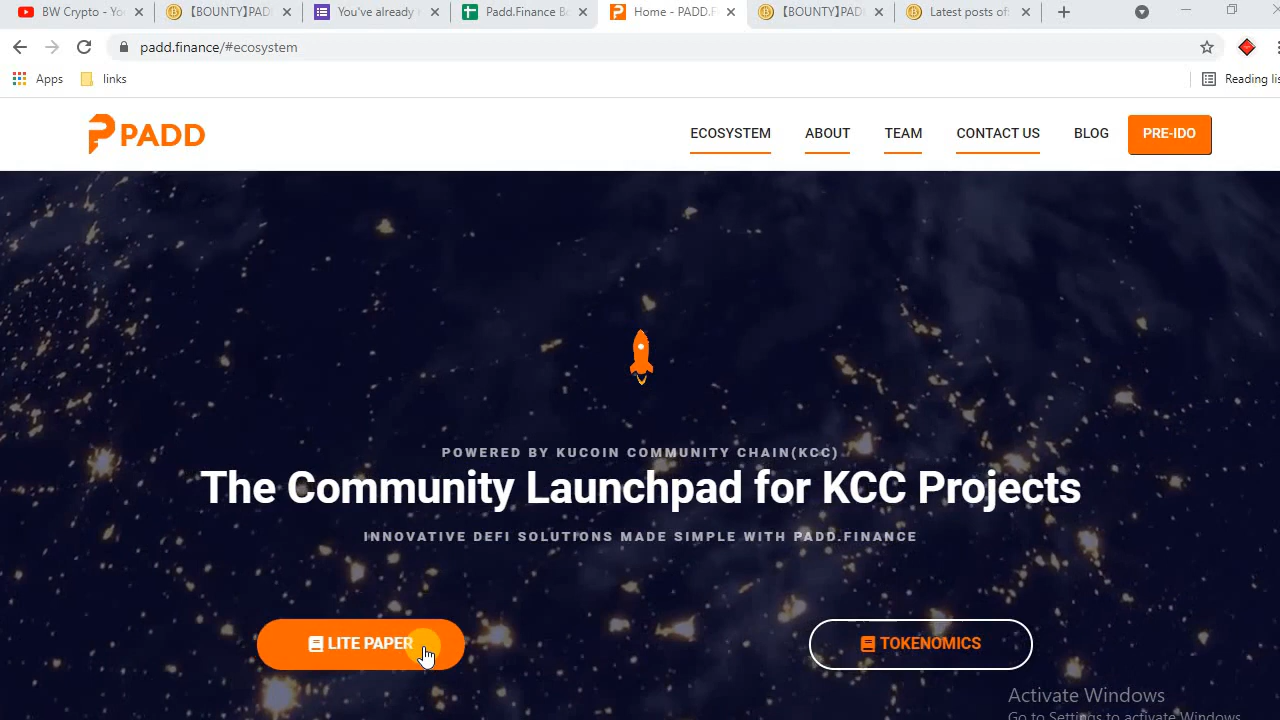 BW Crypto - Yo
【BOUNTY】PAD
You've already r
Padd.Finance B
Home - PADD.F
【BOUNTY】PAD
Latest posts of:
padd.finance/#ecosystem
Apps
links
Reading lis
PADD
ECOSYSTEM
ABOUT
TEAM
CONTACT US
BLOG
PRE-IDO
POWERED BY KUCOIN COMMUNITY CHAIN(KCC)
The Community Launchpad for KCC Projects
INNOVATIVE DEFI SOLUTIONS MADE SIMPLE WITH PADD.FINANCE
LITE PAPER
TOKENOMICS
Activate Windows
Go to Settings to activate Windows.